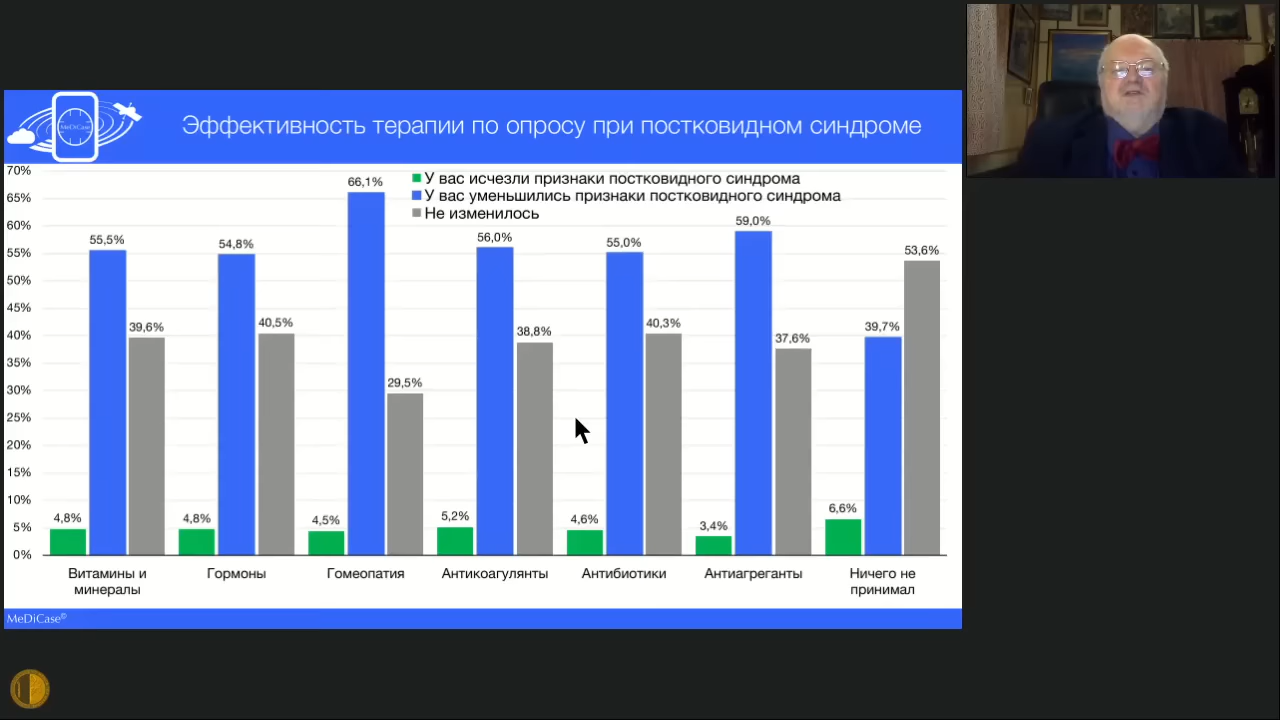 MeDiCase
Эффективность терапии по опросу при постковидном синдроме
У вас исчезли признаки постковидного синдрома
У вас уменьшились признаки постковидного синдрома
Не изменилось
70%
65%
60%
55%
50%
45%
40%
35%
30%
25%
20%
15%
10%
5%
0%
4,8% 55,5% 39,6%
4,8% 54,8% 40,5%
4,5% 66,1% 29,5%
5,2% 56,0% 38,8%
4,6% 55,0% 40,3%
3,4% 59,0% 37,6%
6,6% 39,7% 53,6%
Витамины и
минералы
Гормоны
Гомеопатия
Антикоагулянты
Антибиотики
Антиагреганты
Ничего не
принимал
MeDiCase©